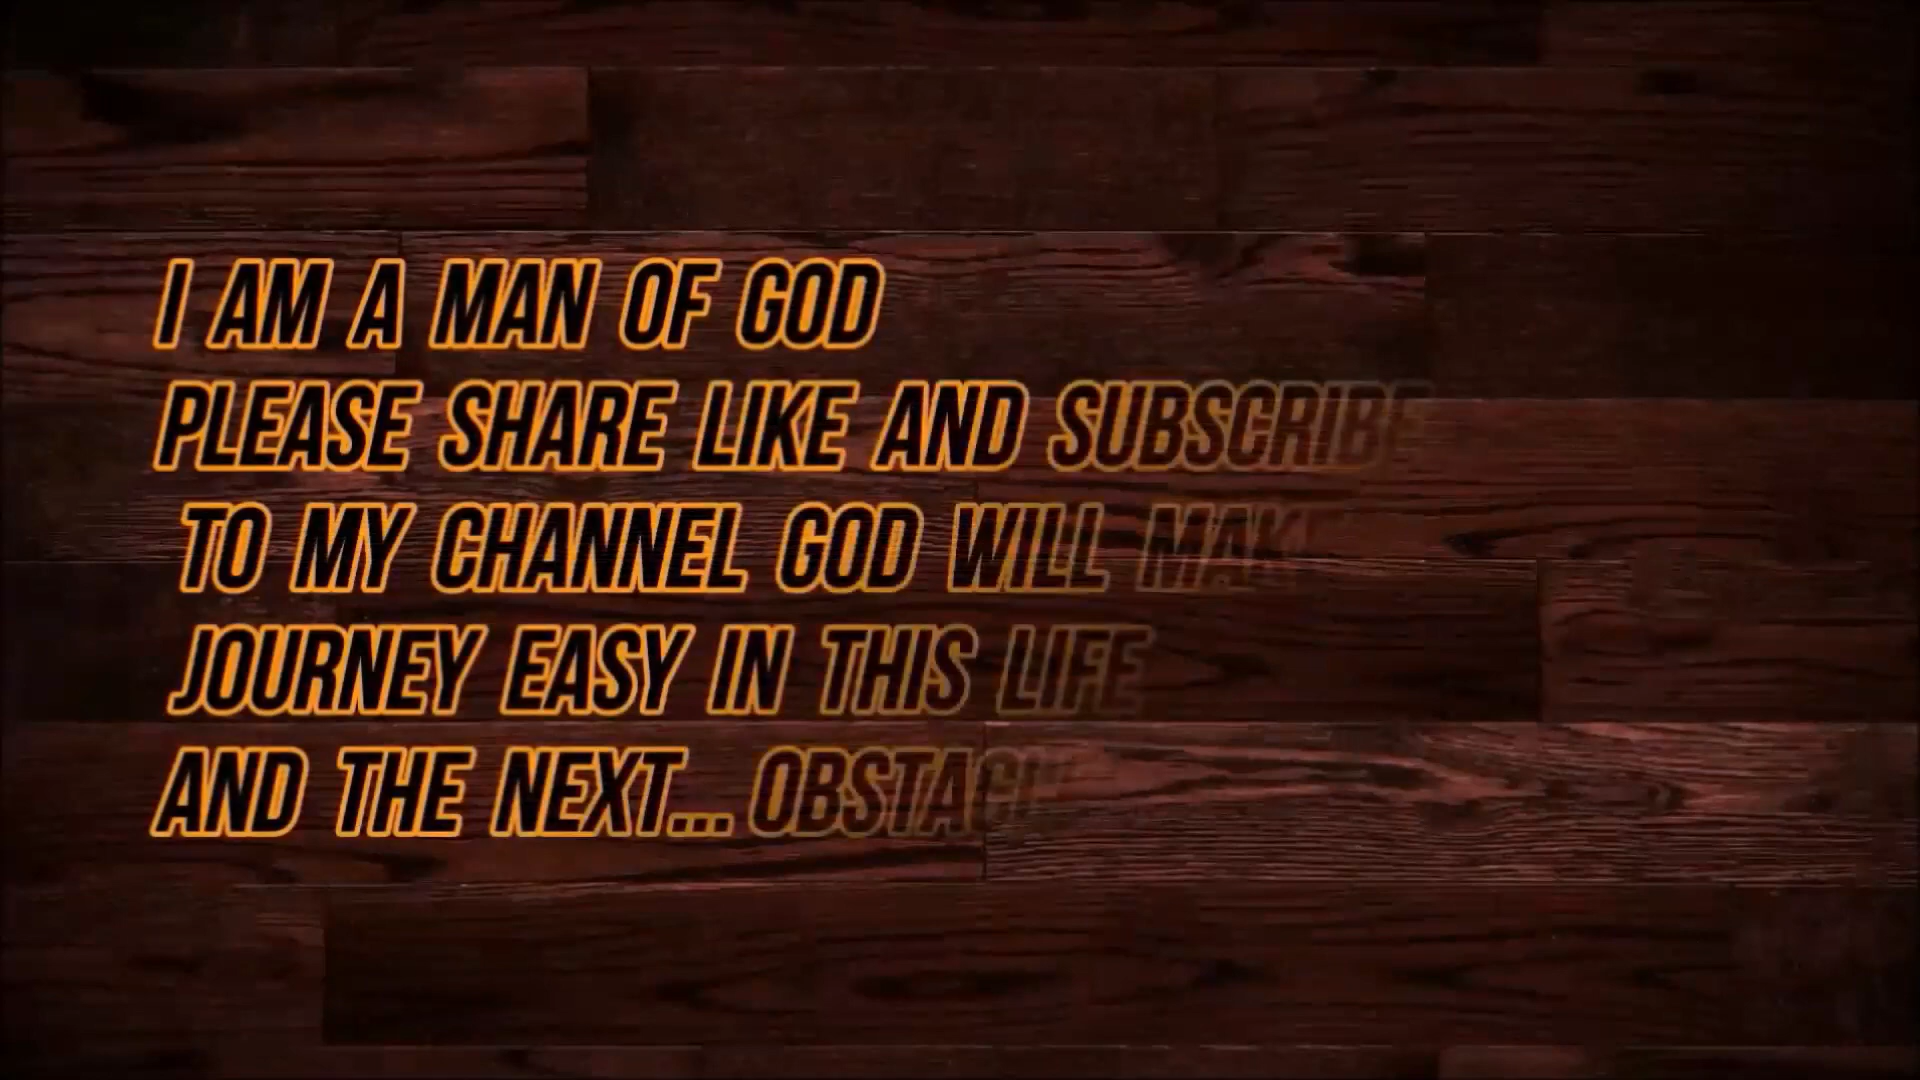 I AM A MAN OF GOD
PLEASE SHARE LIKE AND SUBSCRIBE
TO MY CHANNEL GOD WILL
JOURNEY EASY IN THIS LIFE
AND THE NEXT...